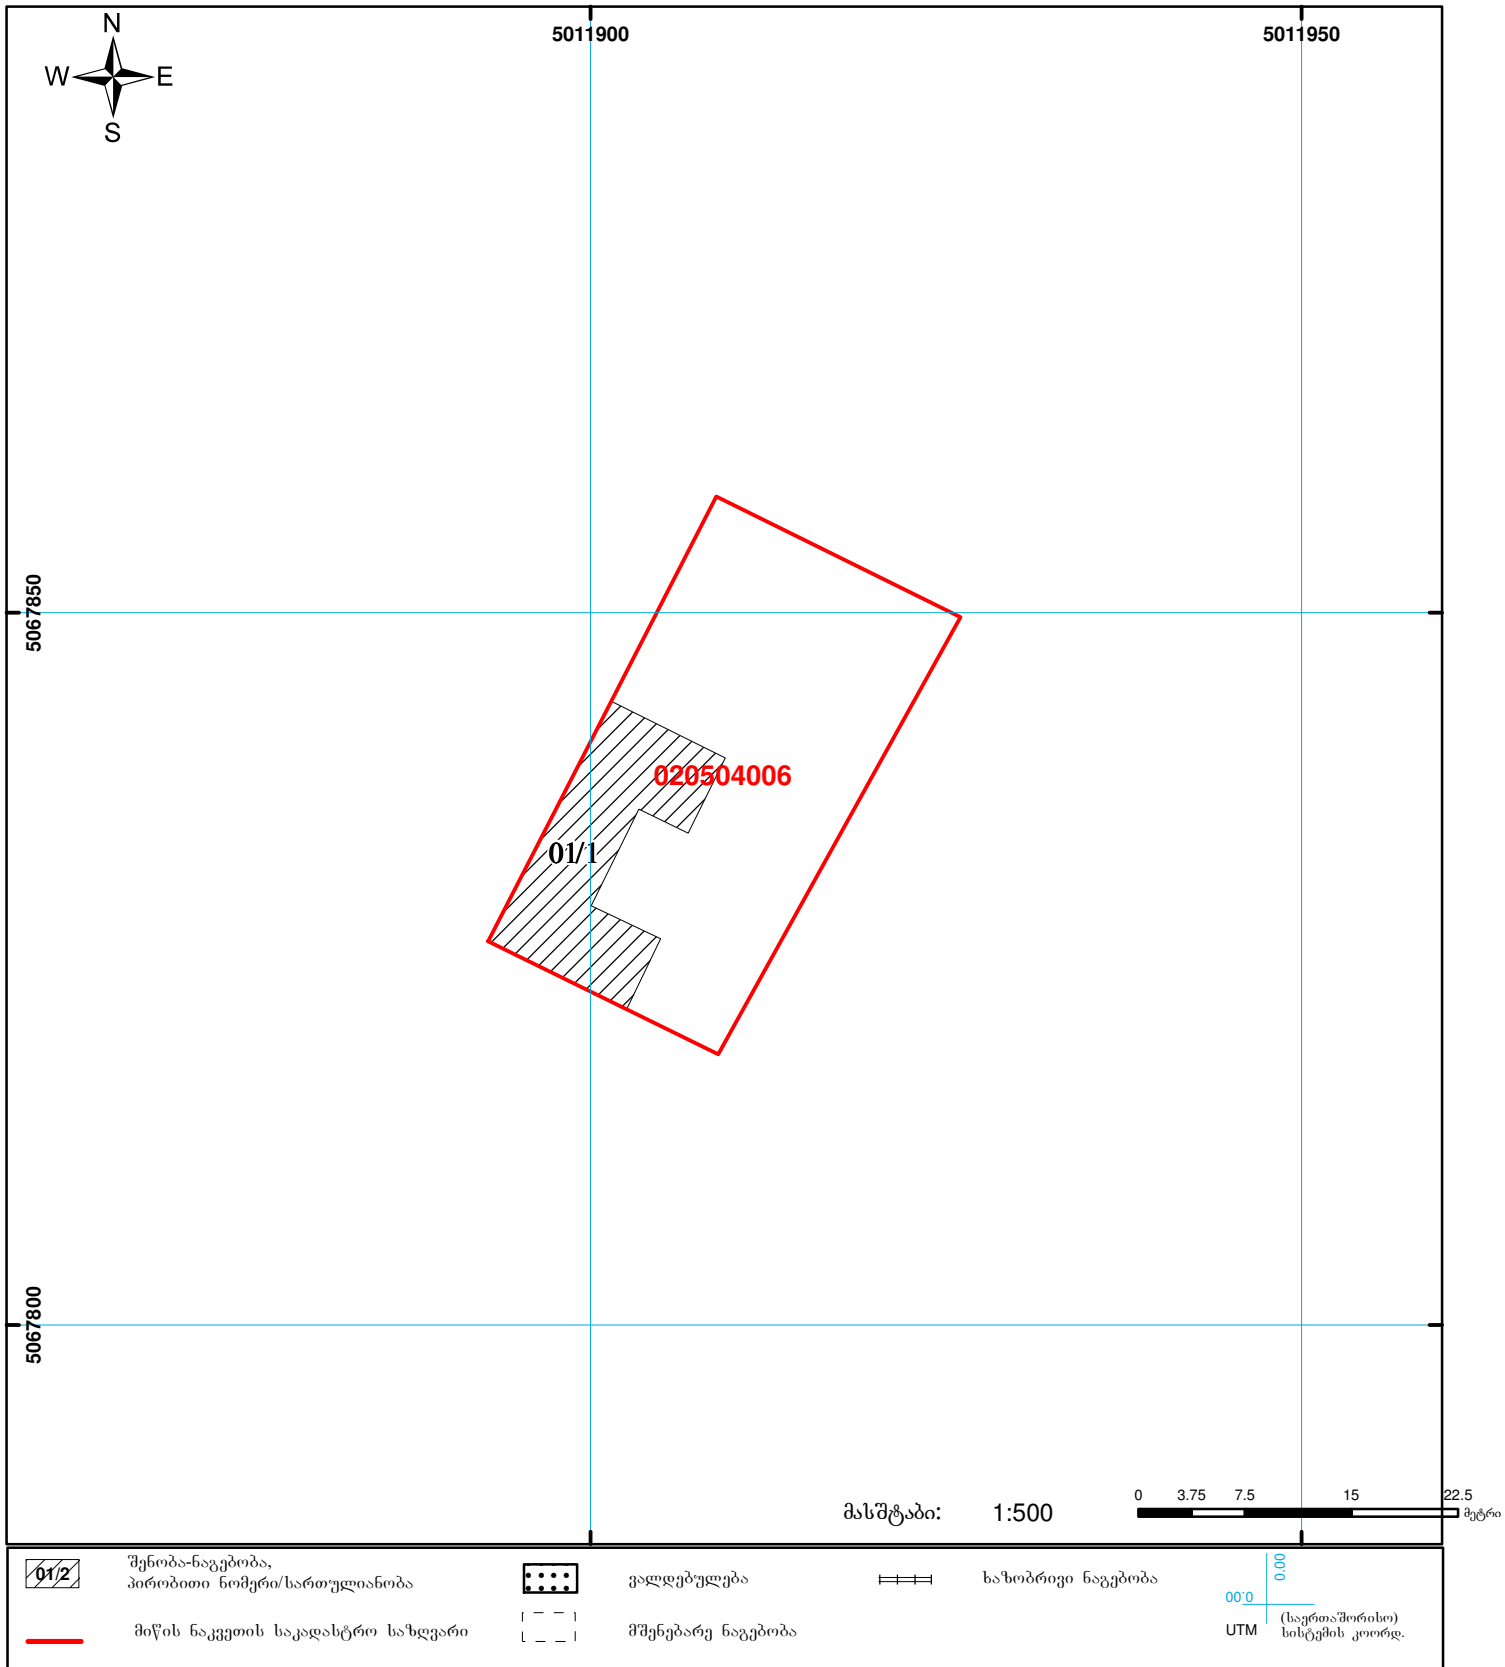 N
W E
S
5011900 5011950
5067850
5067800
020504006
01/1
მასშტაბი: 1:500
0 3.75 7.5 15 22.5
მეტრი
01/2
შენობა-ნაგებობა,
პირობითი ნომერი/სართულიანობა
ვალდებულება
ხაზობრივი ნაგებობა
მიწის ნაკვეთის საკადასტრო საზღვარი
მშენებარე ნაგებობა
0.00
0.00
UTM
(საერთაშორისო)
სისტემის კოორდ.